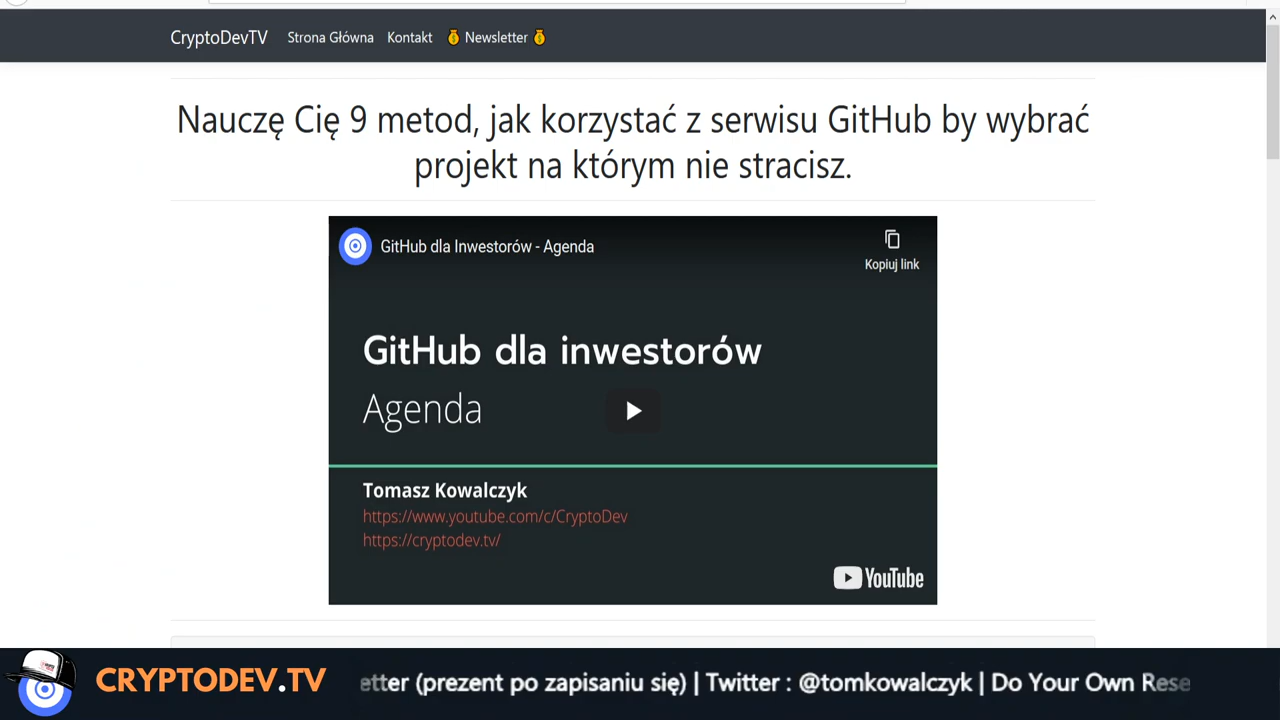 CryptoDevTV Strona Główna Kontakt Newsletter
Nauczę Cię 9 metod, jak korzystać z serwisu GitHub by wybrać
projekt na którym nie stracisz.
GitHub dla Inwestorów - Agenda
Kopiuj link
GitHub dla inwestorów
Agenda
Tomasz Kowalczyk
https://www.youtube.com/c/CryptoDev
https://cryptodev.tv/
YouTube
CRYPTODEV.TV etter (prezent po zapisaniu się) | Twitter : @tomkowalczyk | Do Your Own Rese